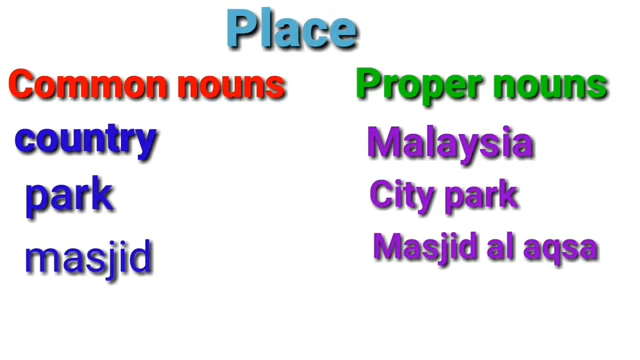 Place
Common nouns Proper nouns
country Malaysia
park City park
masjid Masjid al aqsa